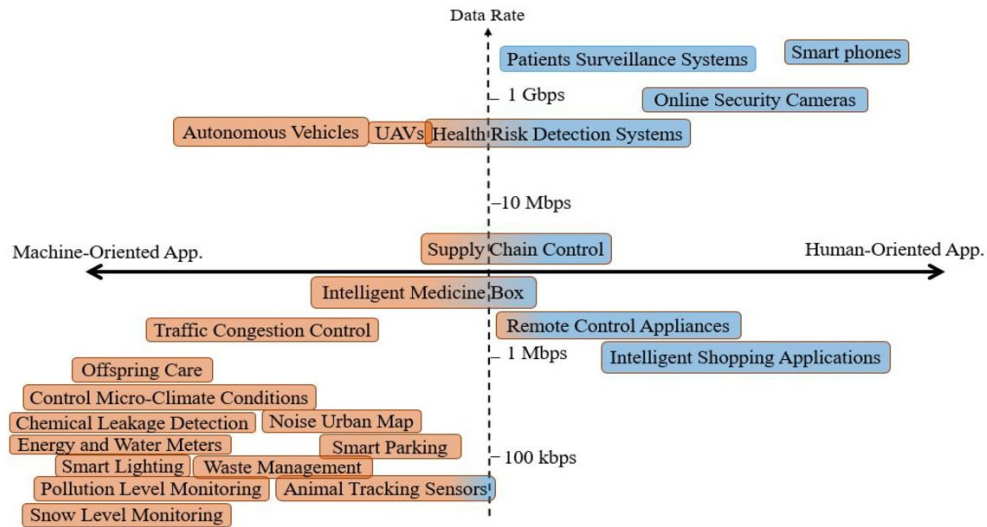 Data Rate
Patients Surveillance Systems
Smart phones
1 Gbps
Online Security Cameras
Autonomous Vehicles
UAVs
Health Risk Detection Systems
10 Mbps
Supply Chain Control
Machine-Oriented App.
Human-Oriented App.
Intelligent Medicine Box
Traffic Congestion Control
Remote Control Appliances
1 Mbps
Intelligent Shopping Applications
Offspring Care
Control Micro-Climate Conditions
Chemical Leakage Detection
Noise Urban Map
Energy and Water Meters
Smart Parking
100 kbps
Smart Lighting
Waste Management
Pollution Level Monitoring
Animal Tracking Sensors
Snow Level Monitoring